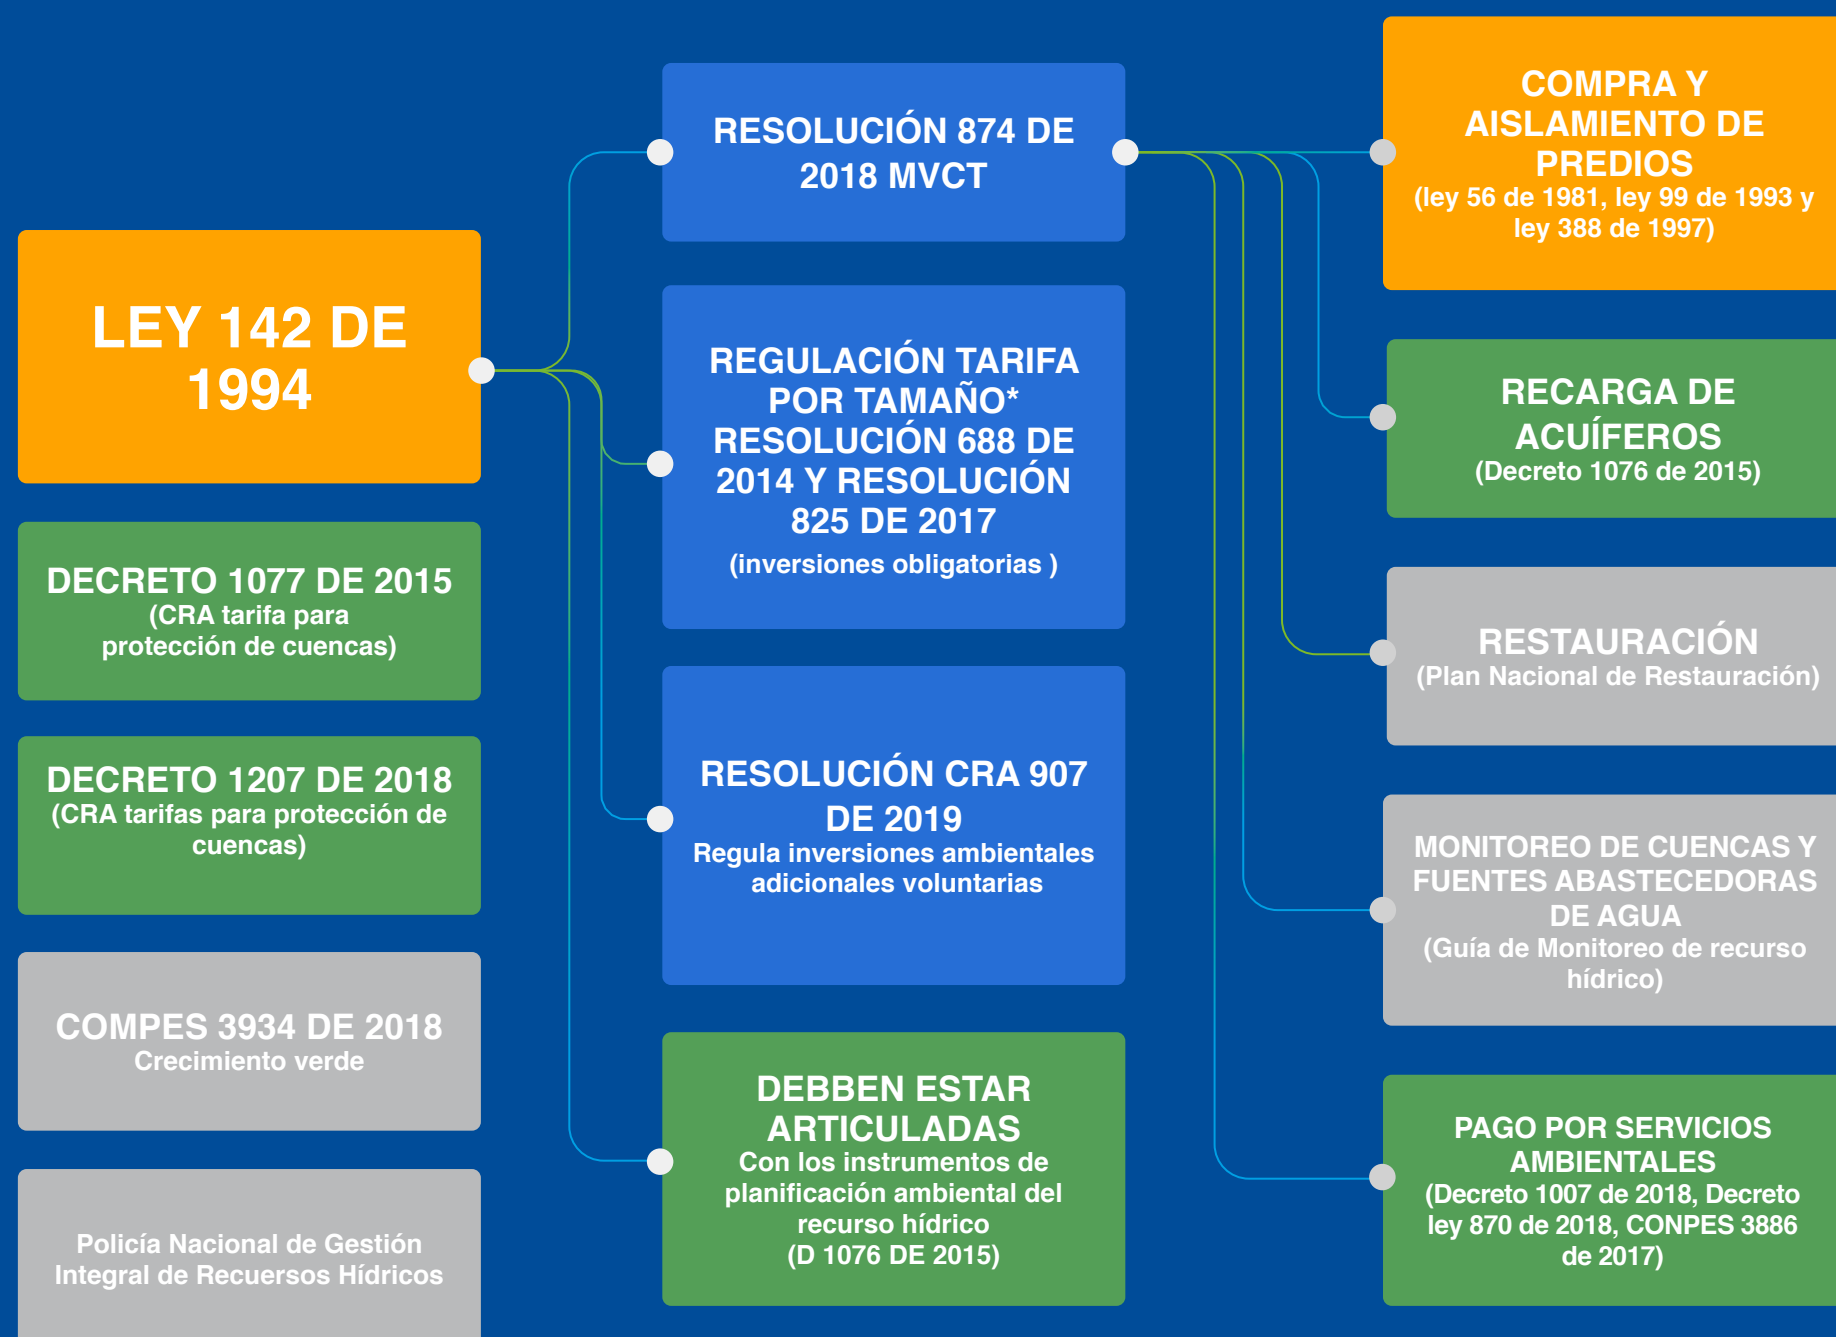 LEY 142 DE
1994
DECRETO 1077 DE 2015
(CRA tarifa para
protección de cuencas)
DECRETO 1207 DE 2018
(CRA tarifas para protección de
cuencas)
COMPES 3934 DE 2018
Crecimiento verde
Policía Nacional de Gestión
Integral de Recuersos Hídricos
RESOLUCIÓN 874 DE
2018 MVCT
REGULACIÓN TARIFA
POR TAMAÑO*
RESOLUCIÓN 688 DE
2014 Y RESOLUCIÓN
825 DE 2017
(inversiones obligatorias )
RESOLUCIÓN CRA 907
DE 2019
Regula inversiones ambientales
adicionales voluntarias
DEBBEN ESTAR
ARTICULADAS
Con los instrumentos de
planificación ambiental del
recurso hídrico
(D 1076 DE 2015)
COMPRA Y
AISLAMIENTO DE
PREDIOS
(ley 56 de 1981, ley 99 de 1993 y
ley 388 de 1997)
RECARGA DE
ACUÍFEROS
(Decreto 1076 de 2015)
RESTAURACIÓN
(Plan Nacional de Restauración)
MONITOREO DE CUENCAS Y
FUENTES ABASTECEDORAS
DE AGUA
(Guía de Monitoreo de recurso
hídrico)
PAGO POR SERVICIOS
AMBIENTALES
(Decreto 1007 de 2018, Decreto
ley 870 de 2018, CONPES 3886
de 2017)